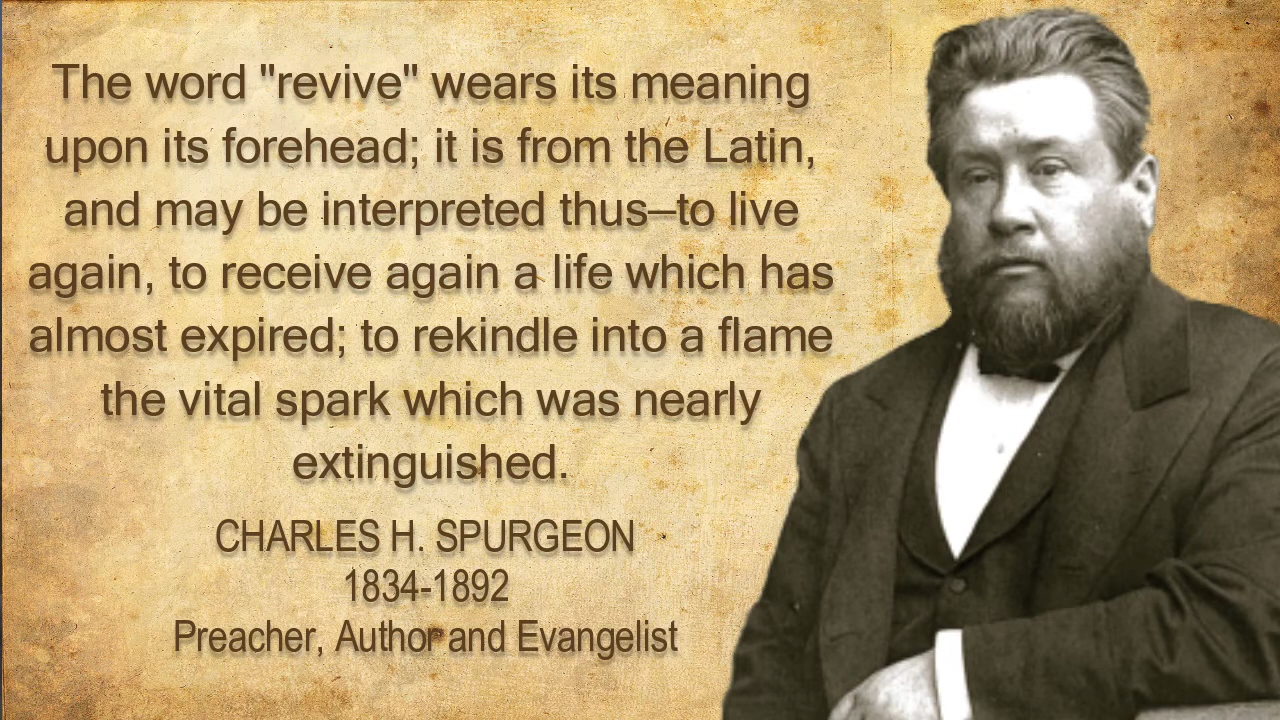 The word "revive" wears its meaning
upon its forehead; it is from the Latin,
and may be interpreted thus—to live
again, to receive again a life which has
almost expired; to rekindle into a flame
the vital spark which was nearly
extinguished.
CHARLES H. SPURGEON
1834-1892
Preacher, Author and Evangelist